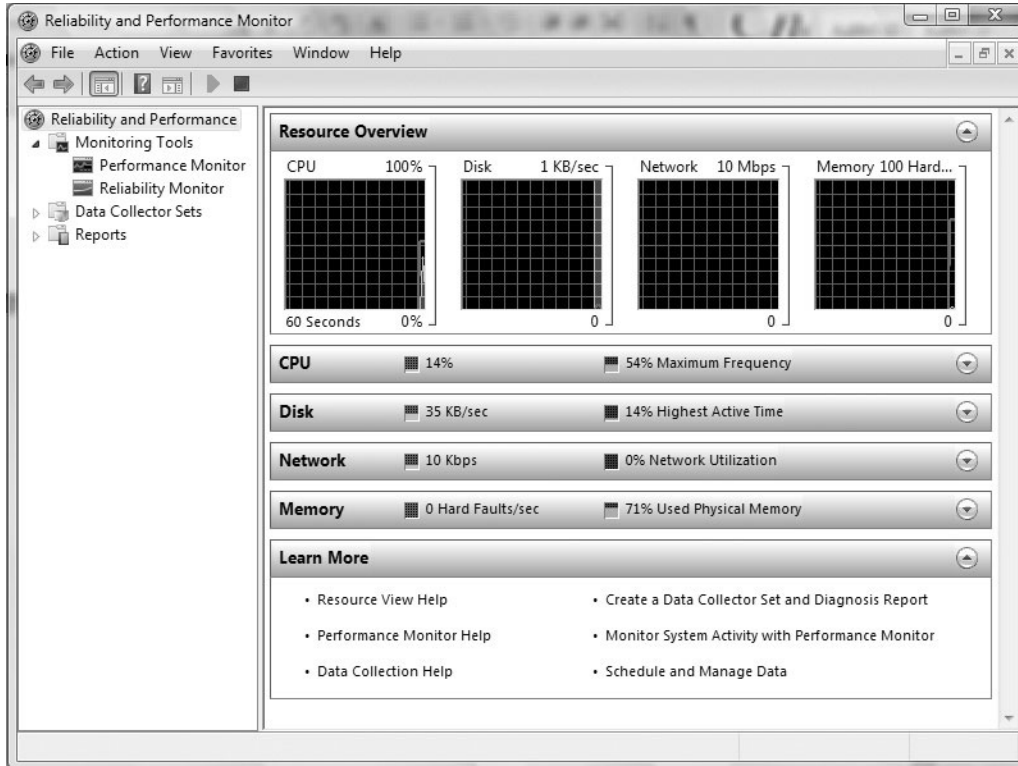 Reliability and Performance Monitor
File Action View Favorites Window Help
Reliability and Performance
Monitoring Tools
Performance Monitor
Reliability Monitor
Data Collector Sets
Reports
Resource Overview
CPU 100% Disk 1 KB/sec Network 10 Mbps Memory 100 Hard...
60 Seconds 0% 0 0 0
CPU 14% 54% Maximum Frequency
Disk 35 KB/sec 14% Highest Active Time
Network 10 Kbps 0% Network Utilization
Memory 0 Hard Faults/sec 71% Used Physical Memory
Learn More
• Resource View Help • Create a Data Collector Set and Diagnosis Report
• Performance Monitor Help • Monitor System Activity with Performance Monitor
• Data Collection Help • Schedule and Manage Data